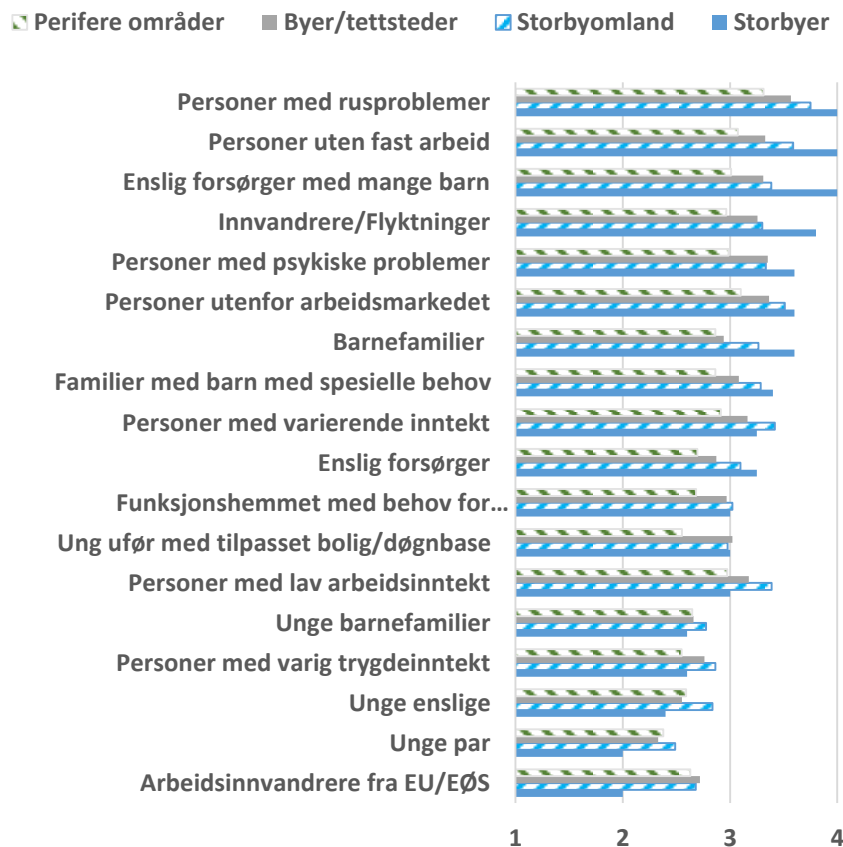 Perifere områder Byer/tettsteder Storbyomland Storbyer
Personer med rusproblemer
Personer uten fast arbeid
Enslig forsørger med mange barn
Innvandrere/Flyktninger
Personer med psykiske problemer
Personer utenfor arbeidsmarkedet
Barnefamilier
Familier med barn med spesielle behov
Personer med varierende inntekt
Enslig forsørger
Funksjonshemmet med behov for...
Ung ufør med tilpasset bolig/døgnbase
Personer med lav arbeidsinntekt
Unge barnefamilier
Personer med varig trygdeinntekt
Unge enslige
Unge par
Arbeidsinnvandrere fra EU/EØS
1 2 3 4